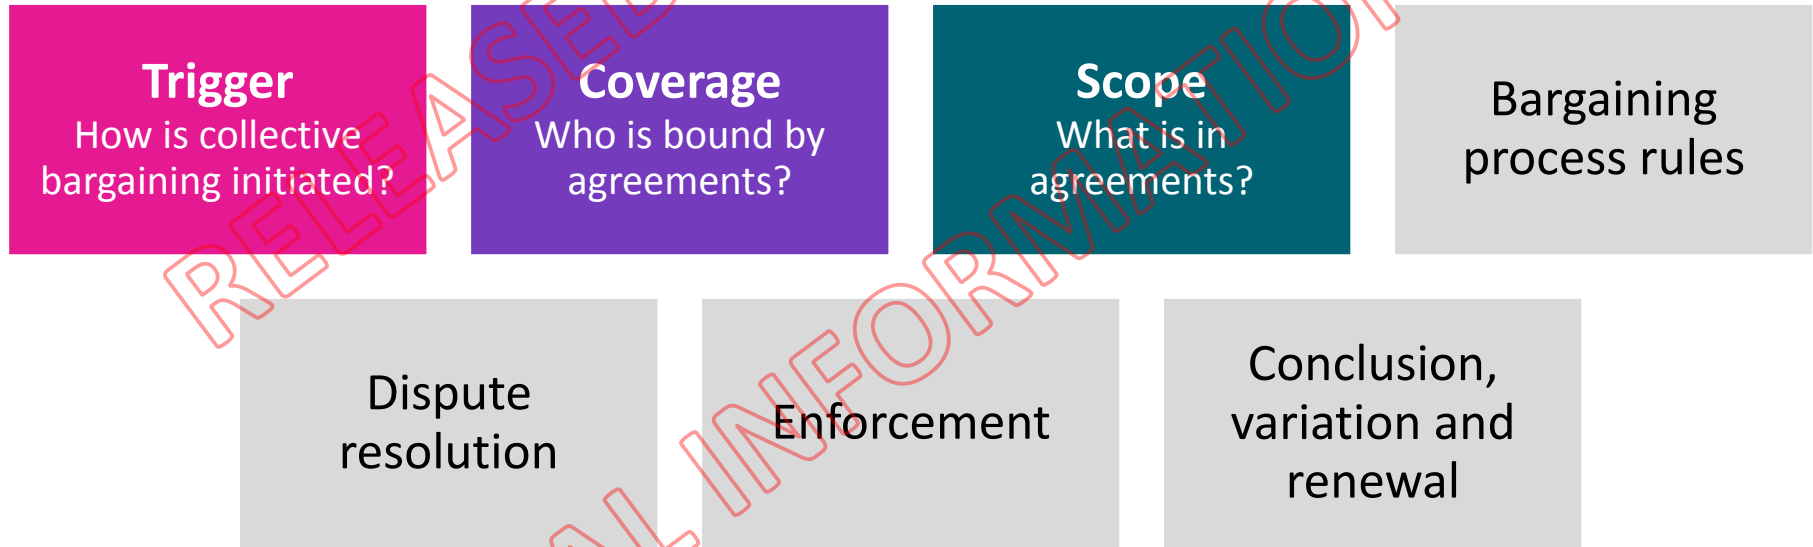 Trigger
How is collective
bargaining initiated?
Coverage
Who is bound by
agreements?
Scope
What is in
agreements?
Bargaining
process rules
Dispute
resolution
Enforcement
Conclusion,
variation and
renewal
RELEASED
AL INFORMATION